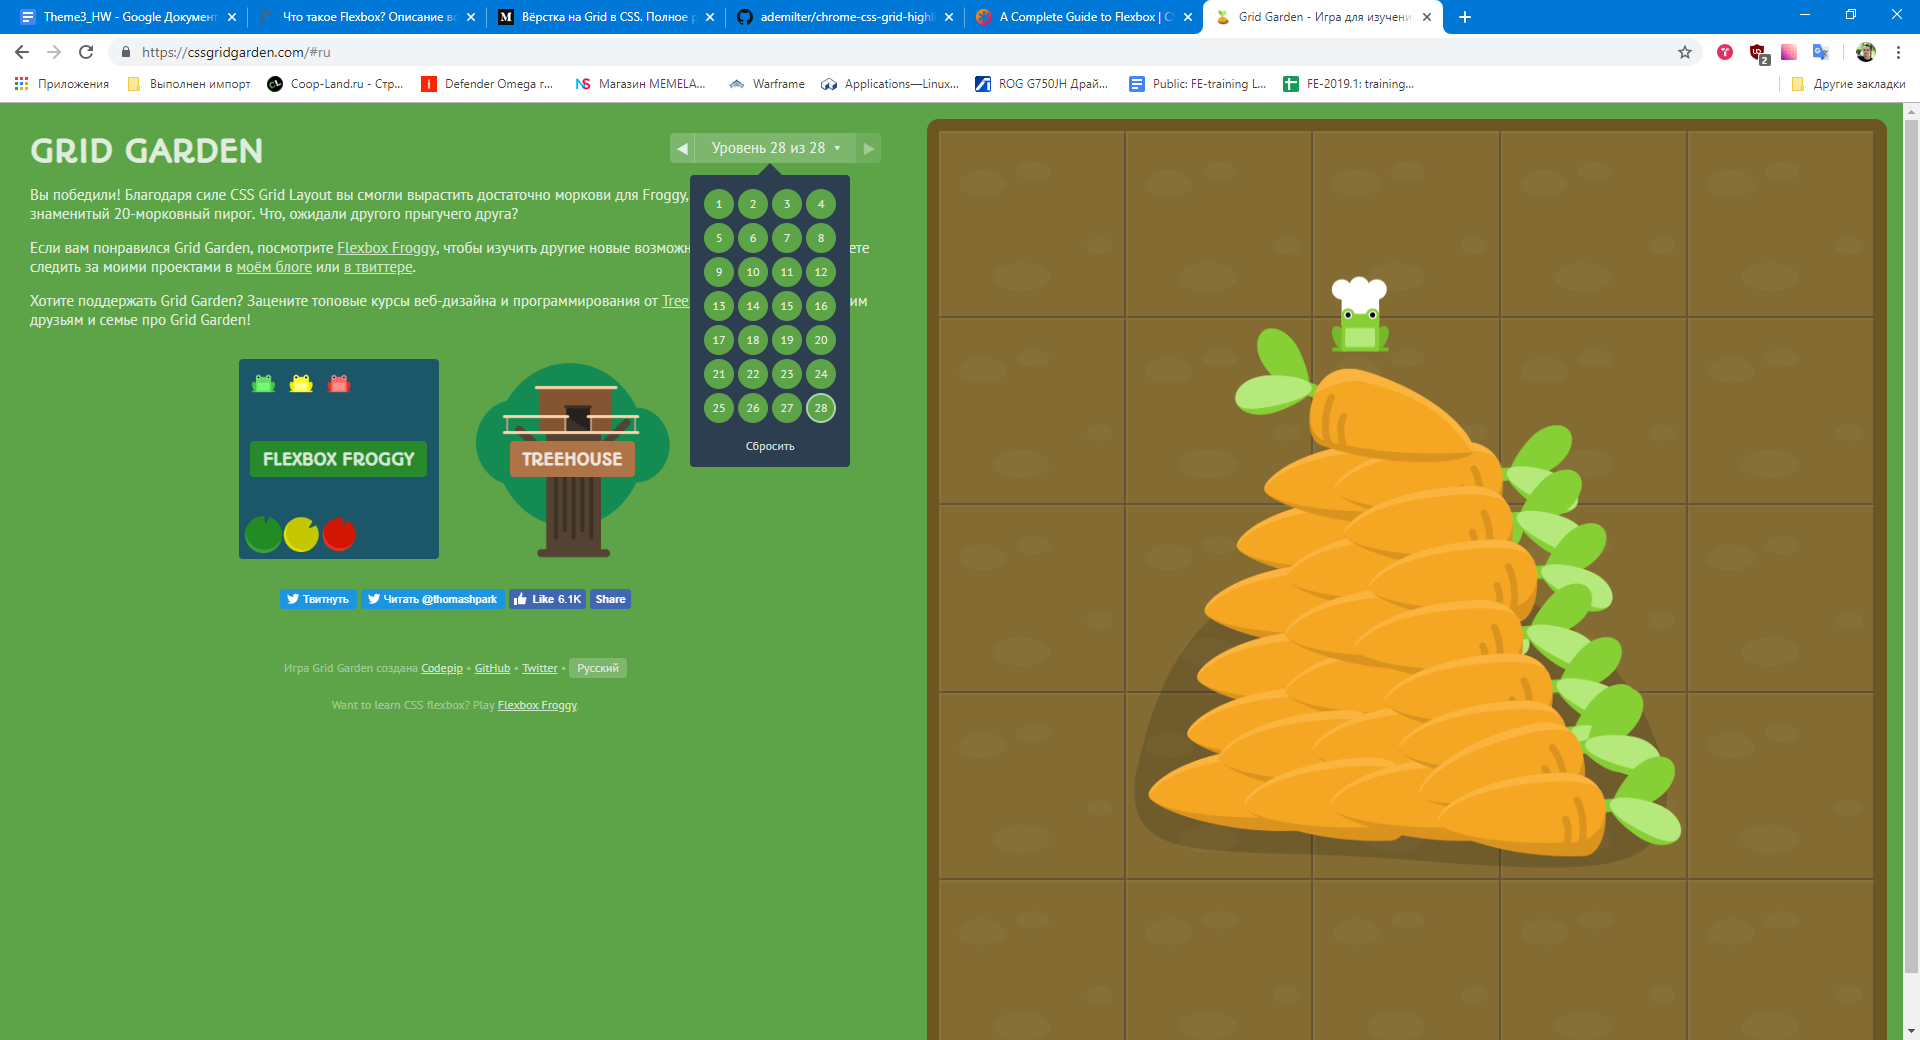 Theme3_HW - Google Документ
Что такое Flexbox? Описание вс
Вёрстка на Grid в CSS. Полное р
ademilter/chrome-css-grid-highl
A Complete Guide to Flexbox | C
Grid Garden - Игра для изучени
https://cssgridgarden.com/#ru
2
Приложения
Выполнен импорт
Coop-Land.ru - Стр...
Defender Omega r...
Магазин MEMELA...
Warframe
Applications—Linux...
ROG G750JH Драй...
Public: FE-training L...
FE-2019.1: training...
Другие закладки
GRID GARDEN
Уровень 28 из 28
Вы победили! Благодаря силе CSS Grid Layout вы смогли вырастить достаточно моркови для Froggy,
знаменитый 20-морковный пирог. Что, ожидали другого прыгучего друга?
Если вам понравился Grid Garden, посмотрите Flexbox Froggy, чтобы изучить другие новые возможн ете
следить за моими проектами в моём блоге или в твиттере.
Хотите поддержать Grid Garden? Зацените топовые курсы веб-дизайна и программирования от Tree им
друзьям и семье про Grid Garden!
1 2 3 4
5 6 7 8
9 10 11 12
13 14 15 16
17 18 19 20
21 22 23 24
25 26 27 28
Сбросить
FLEXBOX FROGGY
TREEHOUSE
Твитнуть
Читать @thomashpark
Like 6.1K
Share
Игра Grid Garden создана Codepip • GitHub • Twitter • Русский
Want to learn CSS flexbox? Play Flexbox Froggy.